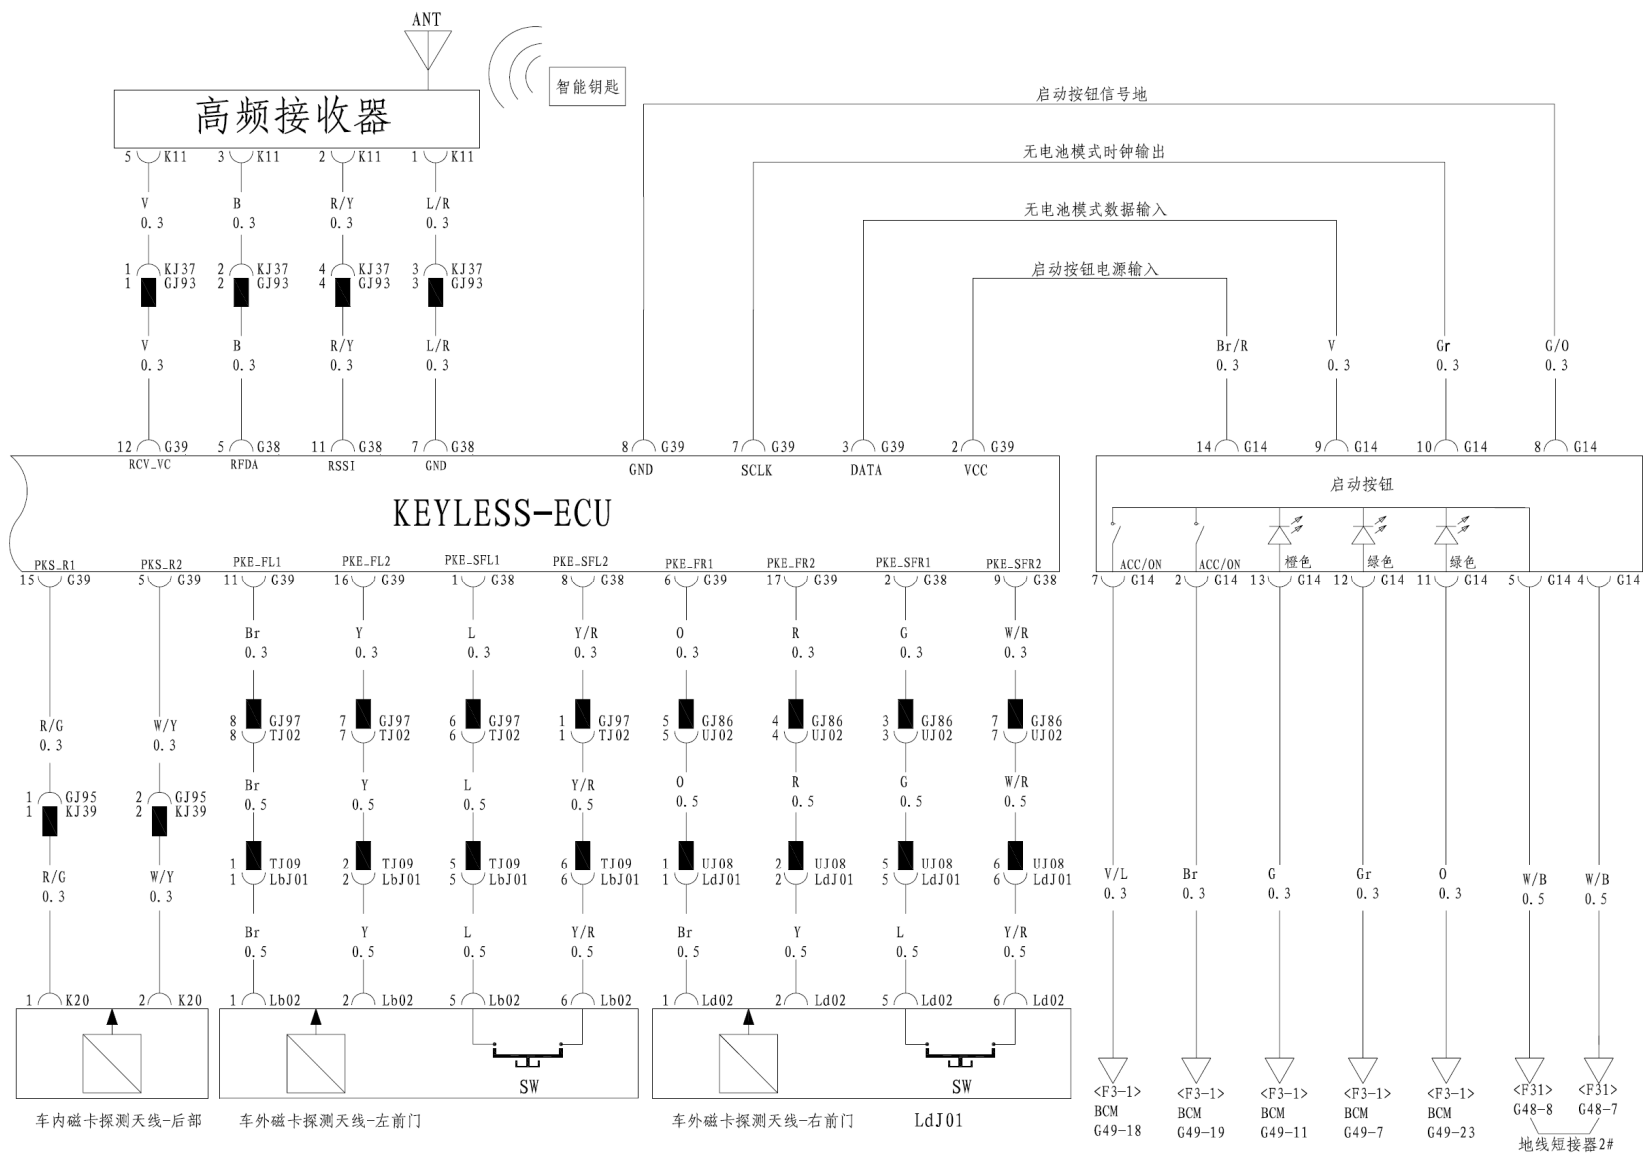 ANT
智能钥匙
高频接收器
启动按钮信号地
无电池模式时钟输出
无电池模式数据输入
启动按钮电源输入
5 K11 3 K11 2 K11 1 K11
V B R/Y L/R
0.3 0.3 0.3 0.3
1 KJ37 2 KJ37 4 KJ37 3 KJ37
1 GJ93 2 GJ93 4 GJ93 3 GJ93
V B R/Y L/R Br/R V Gr G/O
0.3 0.3 0.3 0.3 0.3 0.3 0.3 0.3
12 G39 5 G38 11 G38 7 G38 8 G39 7 G39 3 G39 2 G39 14 G14 9 G14 10 G14 8 G14
RCV_VC RFDA RSSI GND GND SCLK DATA VCC
启动按钮
KEYLESS-ECU
PKS_R1 PKS_R2 PKE_FL1 PKE_FL2 PKE_SFL1 PKE_SFL2 PKE_FR1 PKE_FR2 PKE_SFR1 PKE_SFR2 ACC/ON ACC/ON 橙色 绿色 绿色
15 G39 5 G39 11 G39 16 G39 1 G38 8 G38 6 G39 17 G39 2 G38 9 G38 7 G14 2 G14 13 G14 12 G14 11 G14 5 G14 4 G14
Br Y L Y/R O R G W/R
0.3 0.3 0.3 0.3 0.3 0.3 0.3 0.3
R/G W/Y
0.3 0.3
8 GJ97 7 GJ97 6 GJ97 1 GJ97 5 GJ86 4 GJ86 3 GJ86 7 GJ86
8 TJ02 7 TJ02 6 TJ02 1 TJ02 5 UJ02 4 UJ02 3 UJ02 7 UJ02
Br Y L Y/R O R G W/R
0.5 0.5 0.5 0.5 0.5 0.5 0.5 0.5
1 GJ95 2 GJ95
1 KJ39 2 KJ39
1 TJ09 2 TJ09 5 TJ09 6 TJ09 1 UJ08 2 UJ08 5 UJ08 6 UJ08
1 LbJ01 2 LbJ01 5 LbJ01 6 LbJ01 1 LdJ01 2 LdJ01 5 LdJ01 6 LdJ01
R/G W/Y V/L Br G Gr O W/B W/B
0.3 0.3 0.3 0.3 0.3 0.3 0.3 0.5 0.5
Br Y L Y/R Br Y L Y/R
0.5 0.5 0.5 0.5 0.5 0.5 0.5 0.5
1 K20 2 K20 1 Lb02 2 Lb02 5 Lb02 6 Lb02 1 Ld02 2 Ld02 5 Ld02 6 Ld02
SW SW
<F3-1> <F3-1> <F3-1> <F3-1> <F3-1> <F31> <F31>
BCM BCM BCM BCM BCM G48-8 G48-7
G49-18 G49-19 G49-11 G49-7 G49-23
车内磁卡探测天线-后部 车外磁卡探测天线-左前门 车外磁卡探测天线-右前门 LdJ01
地线短接器2#